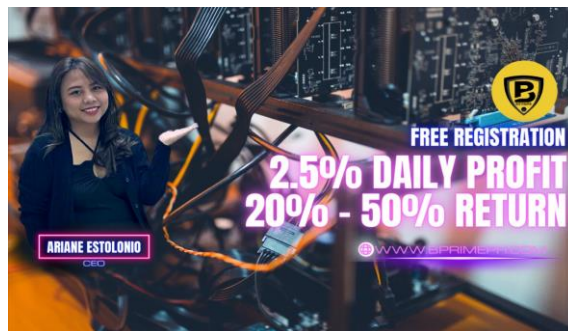 FREE REGISTRATION
2.5% DAILY PROFIT
20% - 50% RETURN
ARIANE ESTOLONIO
CEO